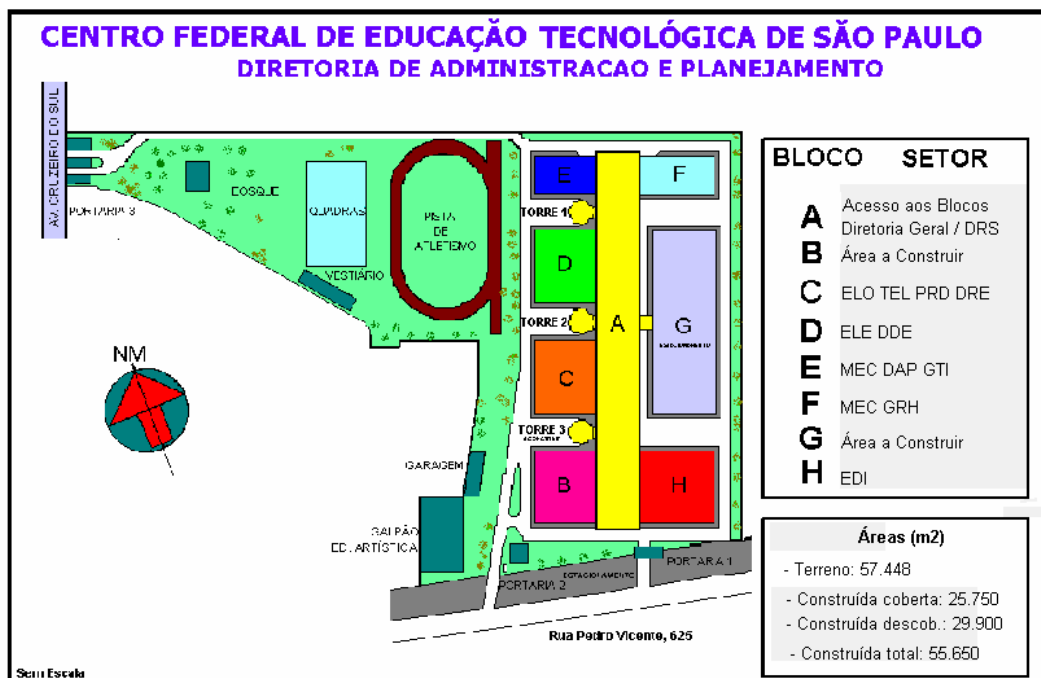 CENTRO FEDERAL DE EDUCAÇÃO TECNOLÓGICA DE SÃO PAULO
DIRETORIA DE ADMINISTRACAO E PLANEJAMENTO
AV. CRUZEIRO DO SUL
PORTARIA 3
BOSQUE
QUADRAS
VESTIÁRIO
PISTA
DE
ATLETISMO
E
F
TORRE 1
D
TORRE 2
A
G
C
TORRE 3
B
H
NM
GARAGEM
GALPÃO
ED. ARTÍSTICA
PORTARIA 2
ESTACIONAMENTO
PORTARIA 1
Rua Pedro Vicente, 625
Sem Escala
BLOCO SETOR
A Acesso aos Blocos
Diretoria Geral / DRS
B Área a Construir
C ELO TEL PRD DRE
D ELE DDE
E MEC DAP GTI
F MEC GRH
G Área a Construir
H EDI
Áreas (m2)
- Terreno: 57.448
- Construída coberta: 25.750
- Construída descob.: 29.900
- Construída total: 55.650